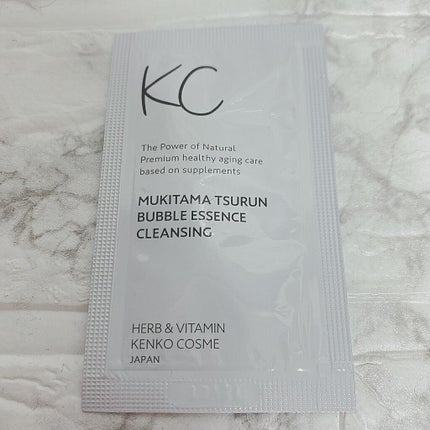 KC
The Power of Natural
Premium healthy aging care
based on supplements
MUKITAMA TSURUN
BUBBLE ESSENCE
CLEANSING
HERB & VITAMIN
KENKO COSME
JAPAN